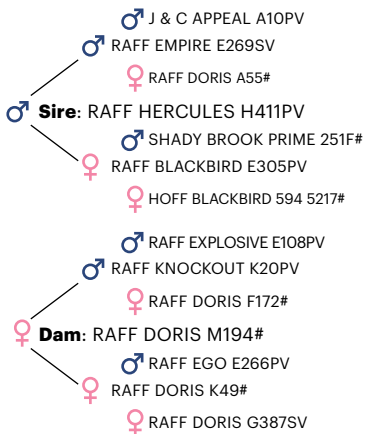 J & C APPEAL A10PV
RAFF EMPIRE E269SV
RAFF DORIS A55#
Sire: RAFF HERCULES H411PV
SHADY BROOK PRIME 251F#
RAFF BLACKBIRD E305PV
HOFF BLACKBIRD 594 5217#
RAFF EXPLOSIVE E108PV
RAFF KNOCKOUT K20PV
RAFF DORIS F172#
Dam: RAFF DORIS M194#
RAFF EGO E266PV
RAFF DORIS K49#
RAFF DORIS G387SV